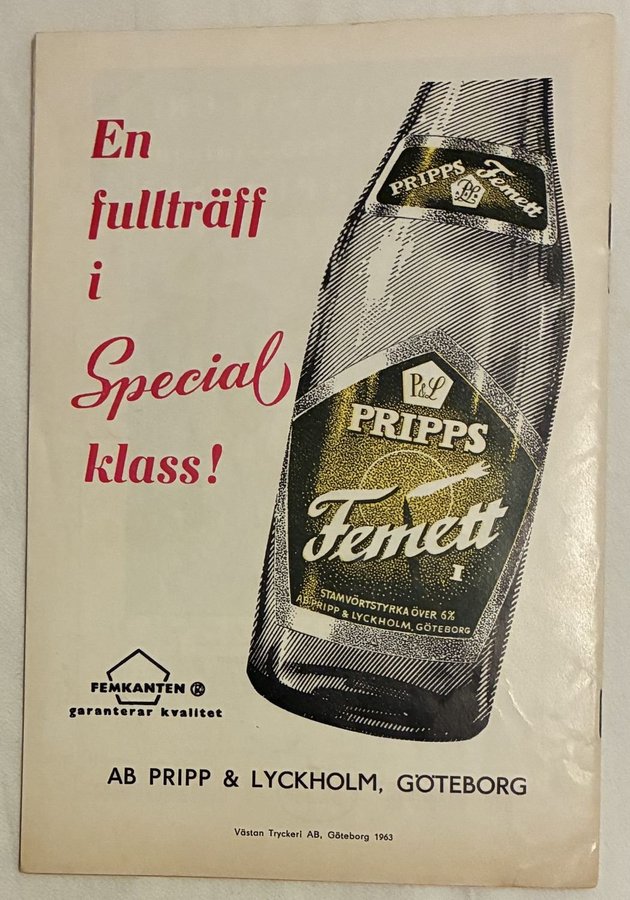 En
fullträff
i
Special
klass!
PRIPPS Femett
P&L
P&L
PRIPPS
Femett
I
STAMVÖRTSTYRKA ÖVER 6%
AB PRIPP & LYCKHOLM, GÖTEBORG
FEMKANTEN ®
garanterar kvalitet
AB PRIPP & LYCKHOLM, GÖTEBORG
Västan Tryckeri AB, Göteborg 1963